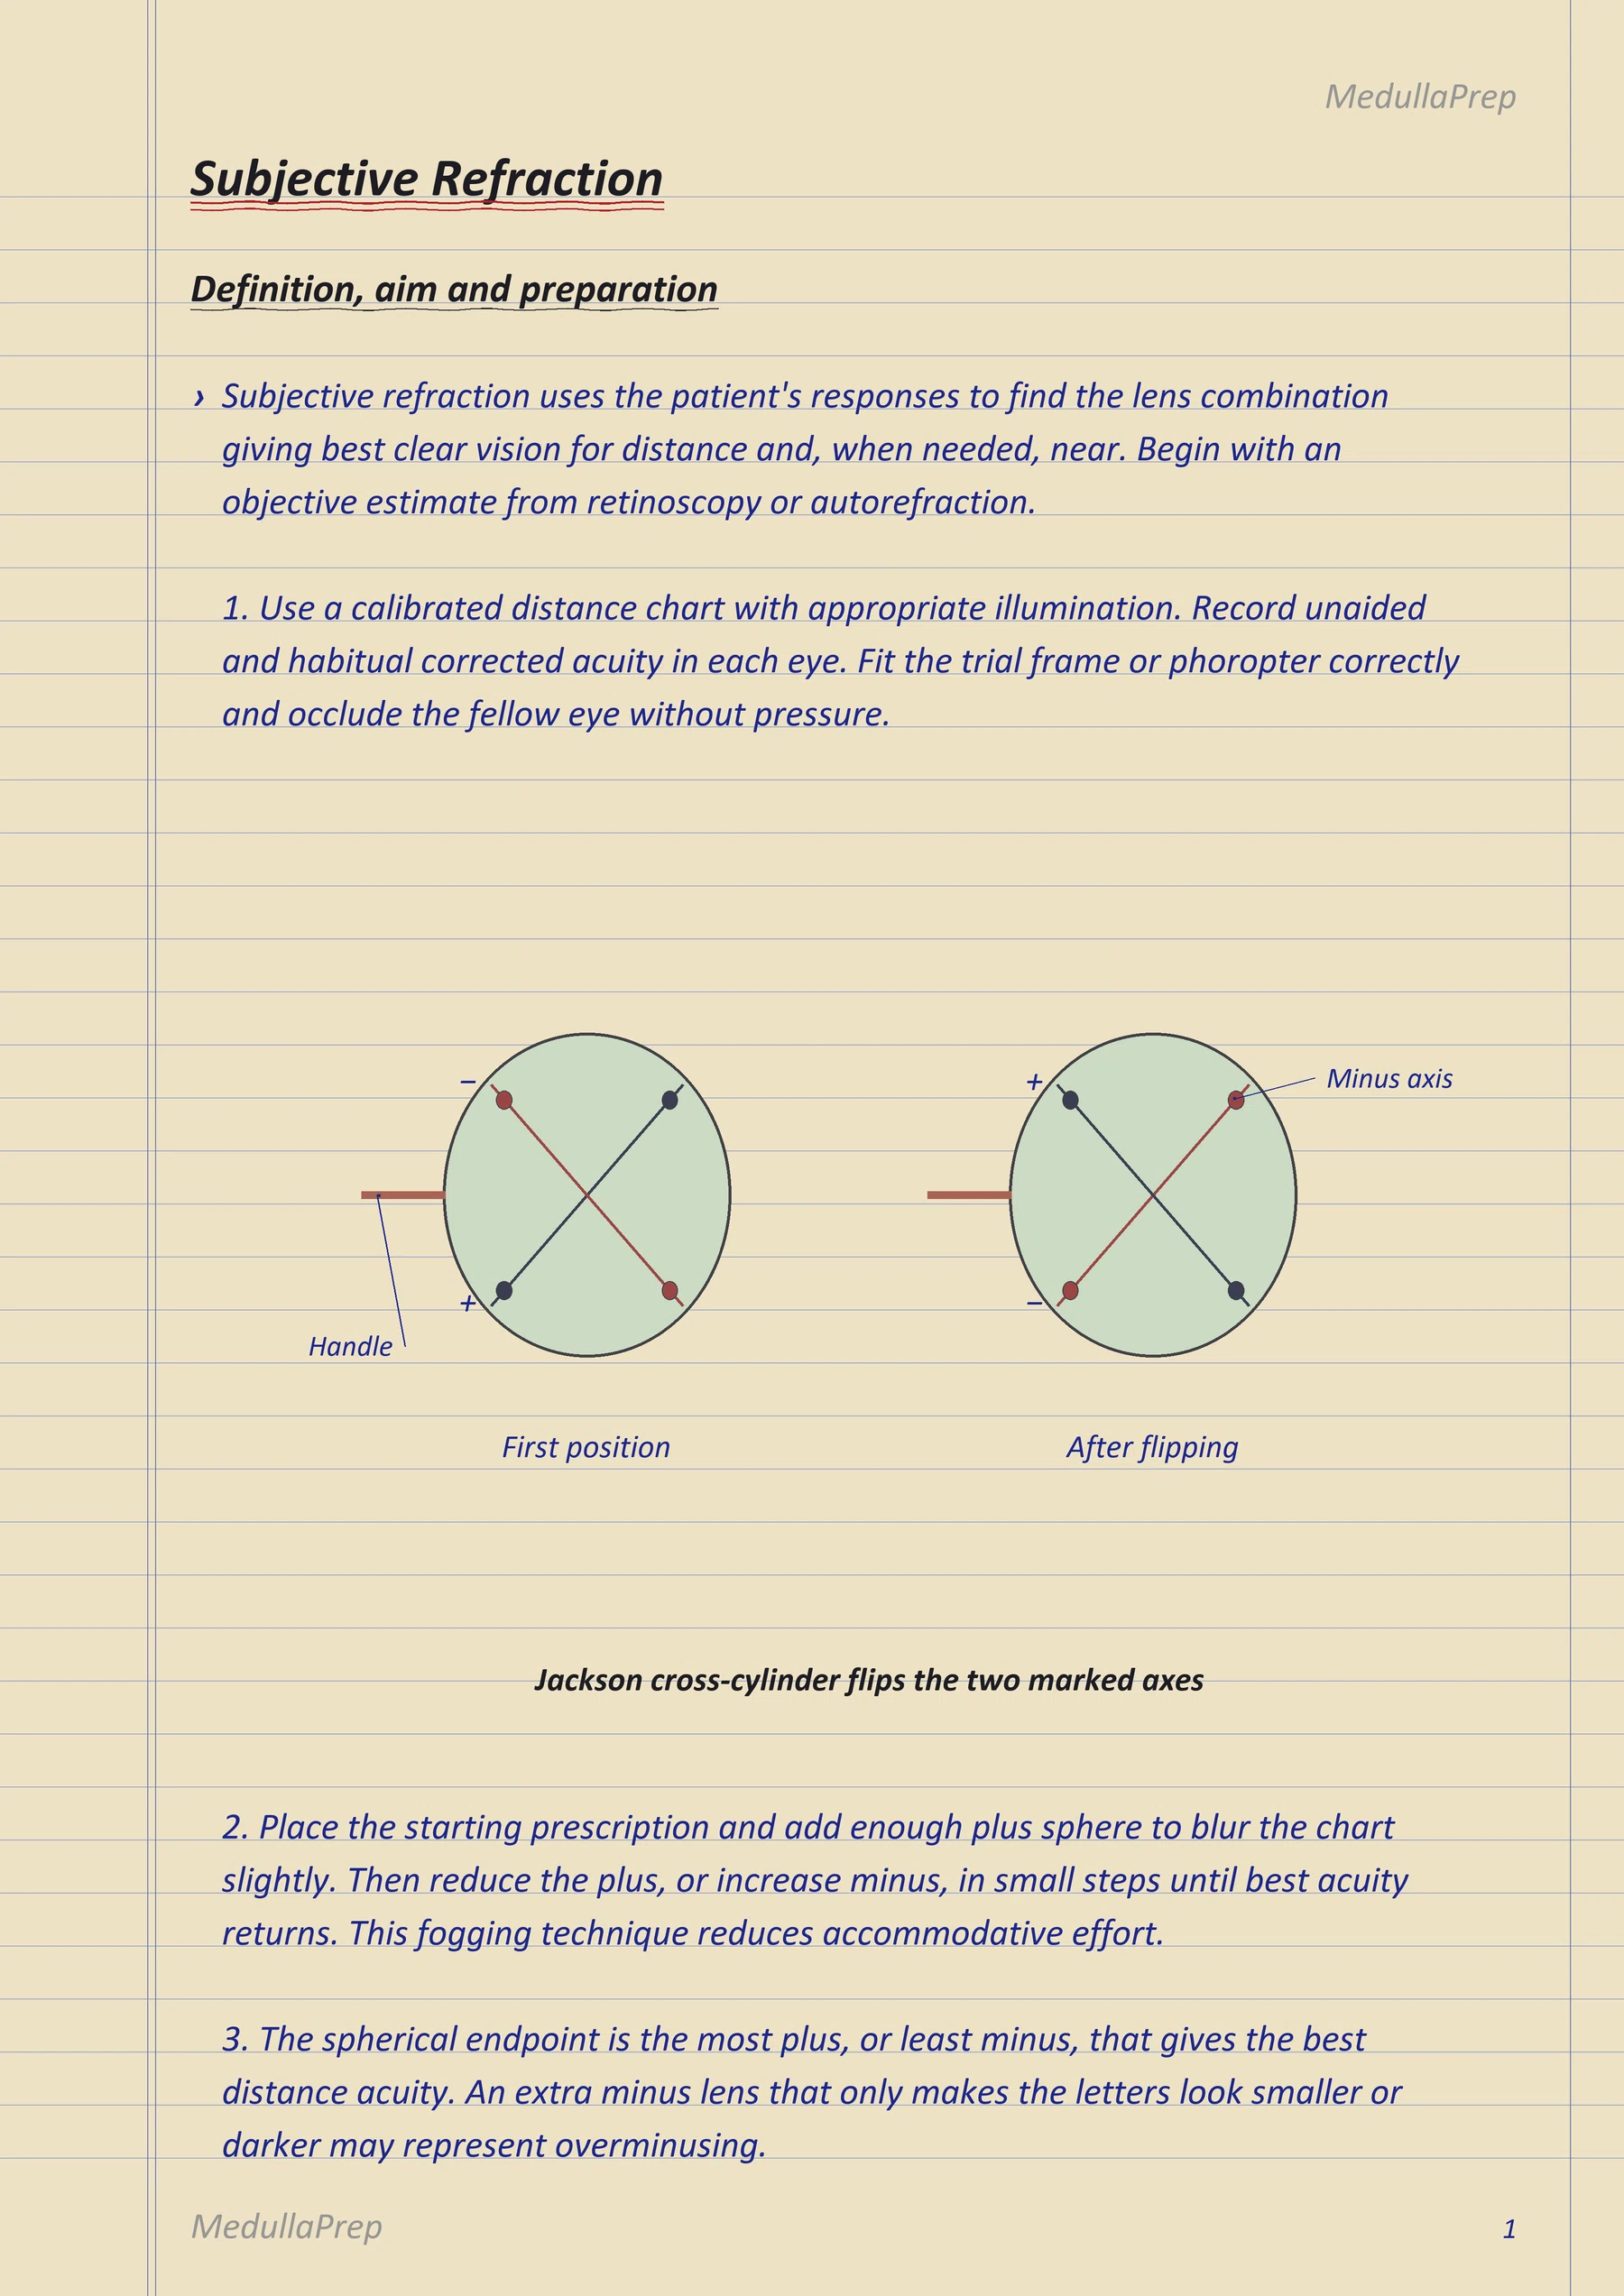 MedullaPrep
Subjective Refraction
Definition, aim and preparation
› Subjective refraction uses the patient's responses to find the lens combination
giving best clear vision for distance and, when needed, near. Begin with an
objective estimate from retinoscopy or autorefraction.
1. Use a calibrated distance chart with appropriate illumination. Record unaided
and habitual corrected acuity in each eye. Fit the trial frame or phoropter correctly
and occlude the fellow eye without pressure.
−
+
Handle
First position
+
−
Minus axis
After flipping
Jackson cross-cylinder flips the two marked axes
2. Place the starting prescription and add enough plus sphere to blur the chart
slightly. Then reduce the plus, or increase minus, in small steps until best acuity
returns. This fogging technique reduces accommodative effort.
3. The spherical endpoint is the most plus, or least minus, that gives the best
distance acuity. An extra minus lens that only makes the letters look smaller or
darker may represent overminusing.
MedullaPrep
1